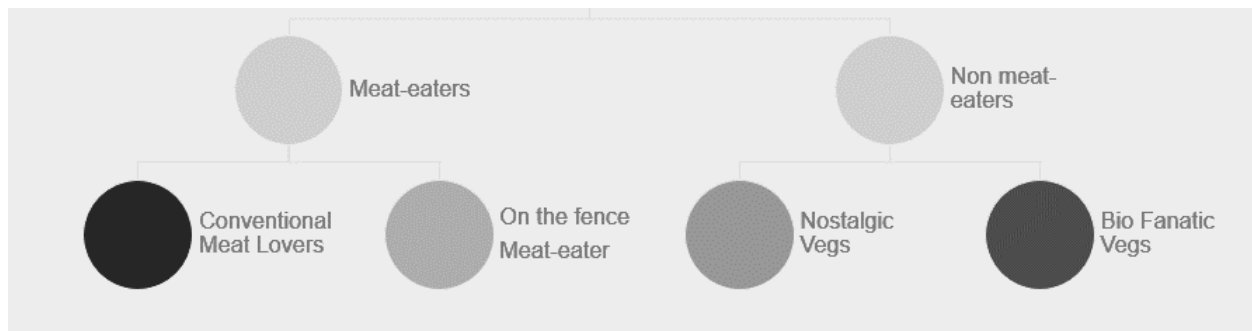 Meat-eaters
Non meat-
eaters
Conventional
Meat Lovers
On the fence
Meat-eater
Nostalgic
Vegs
Bio Fanatic
Vegs